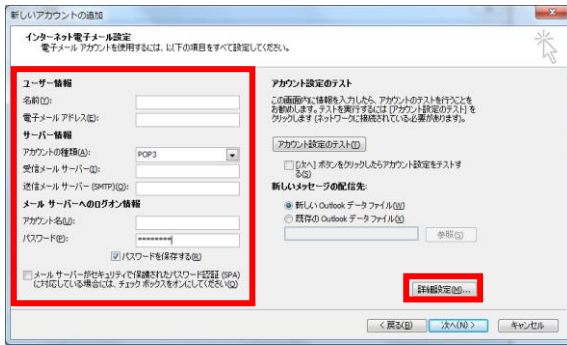 新しいアカウントの追加
インターネット電子メール設定
電子メール アカウントを使用するには、以下の項目をすべて設定してください。
ユーザー情報
名前(Y):
電子メール アドレス(E):
サーバー情報
アカウントの種類(A):
POP3
受信メール サーバー(I):
送信メール サーバー (SMTP)(O):
メール サーバーへのログオン情報
アカウント名(U):
パスワード(P):
********
パスワードを保存する(R)
メール サーバーがセキュリティで保護されたパスワード認証 (SPA)
に対応している場合には、チェック ボックスをオンにしてください(Q)
アカウント設定のテスト
この画面内に情報を入力したら、アカウントのテストを行うことを
お勧めします。テストを実行するには [アカウント設定のテスト] を
クリックします (ネットワークに接続されている必要があります)。
アカウント設定のテスト(T)
[次へ] ボタンをクリックしたらアカウント設定をテストす
る(S)
新しいメッセージの配信先:
新しい Outlook データ ファイル(W)
既存の Outlook データ ファイル(X)
参照(S)
詳細設定(M)...
< 戻る(B)
次へ(N) >
キャンセル